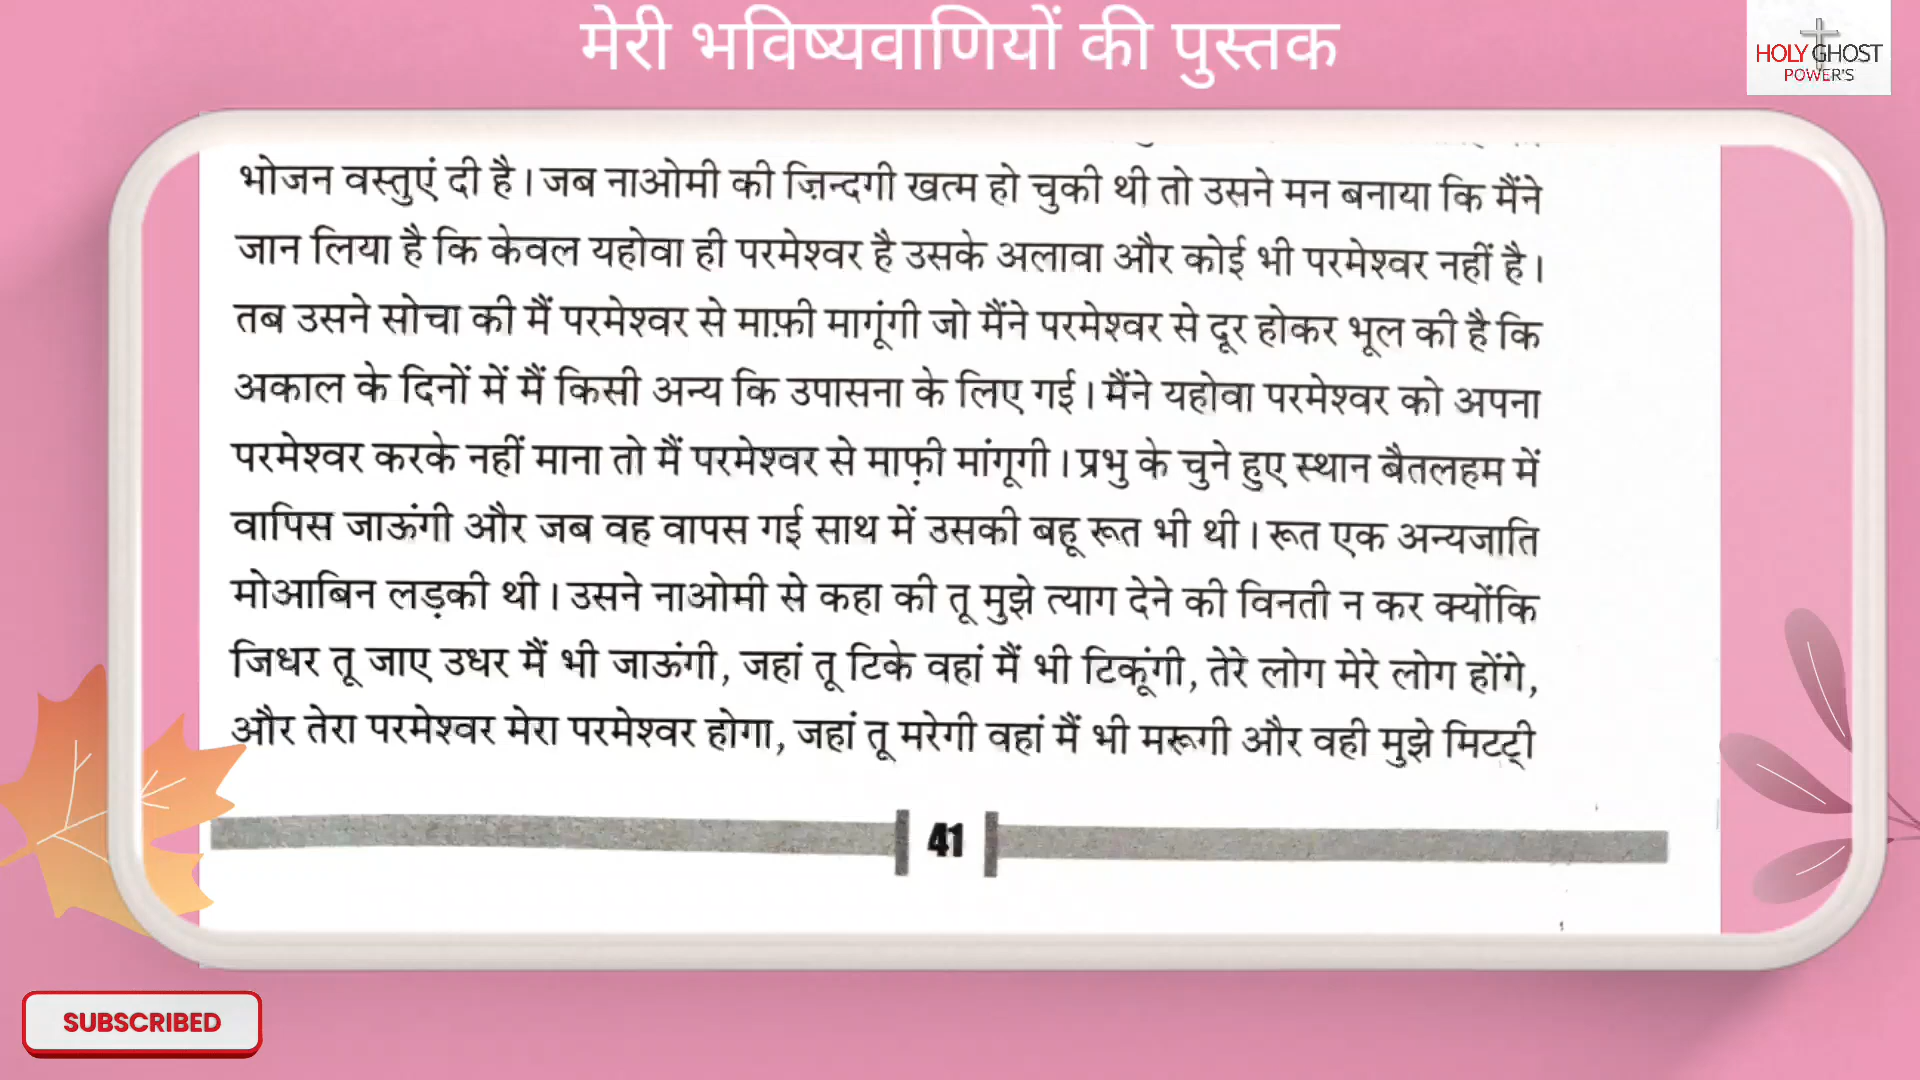 मेरी भविष्यवाणियों की पुस्तक
HOLY GHOST
POWER'S
भोजन वस्तुएं दी है। जब नाओमी की ज़िन्दगी खत्म हो चुकी थी तो उसने मन बनाया कि मैंने
जान लिया है कि केवल यहोवा ही परमेश्वर है उसके अलावा और कोई भी परमेश्वर नहीं है।
तब उसने सोचा की मैं परमेश्वर से माफ़ी मागूंगी जो मैंने परमेश्वर से दूर होकर भूल की है कि
अकाल के दिनों में मैं किसी अन्य कि उपासना के लिए गई। मैंने यहोवा परमेश्वर को अपना
परमेश्वर करके नहीं माना तो मैं परमेश्वर से माफ़ी मांगूगी। प्रभु के चुने हुए स्थान बैतलहम में
वापिस जाऊंगी और जब वह वापस गई साथ में उसकी बहू रूत भी थी। रूत एक अन्यजाति
मोआबिन लड़की थी। उसने नाओमी से कहा की तू मुझे त्याग देने की विनती न कर क्योंकि
जिधर तू जाए उधर मैं भी जाऊंगी, जहां तू टिके वहां मैं भी टिकूंगी, तेरे लोग मेरे लोग होंगे,
और तेरा परमेश्वर मेरा परमेश्वर होगा, जहां तू मरेगी वहां मैं भी मरूगी और वही मुझे मिटट्ी
41
SUBSCRIBED